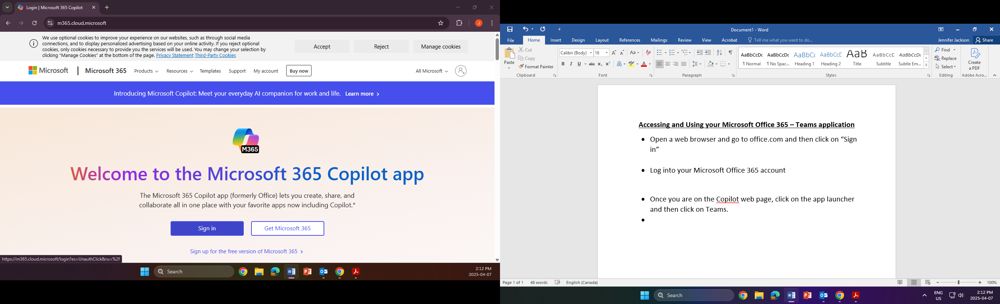 Login | Microsoft 365 Copilot
m365.cloud.microsoft
J
We use optional cookies to improve your experience on our websites, such as through social media
connections, and to display personalized advertising based on your online activity. If you reject optional
cookies, only cookies necessary to provide you the services will be used. You may change your selection by
clicking “Manage Cookies” at the bottom of the page. Privacy Statement Third-Party Cookies
Accept Reject Manage cookies
Microsoft Microsoft 365 Products Resources Templates Support My account Buy now All Microsoft
Introducing Microsoft Copilot: Meet your everyday AI companion for work and life. Learn more
M365
Welcome to the Microsoft 365 Copilot app
The Microsoft 365 Copilot app (formerly Office) lets you create, share, and
collaborate all in one place with your favorite apps now including Copilot.*
Sign in Get Microsoft 365
Sign up for the free version of Microsoft 365
https://m365.cloud.microsoft/login?es=UnauthClick&ru=%2f
Search
2:12 PM
2025-04-07
Document1 - Word
File Home Insert Design Layout References Mailings Review View Acrobat Tell me what you want to do... Jennifer Jackson Share
Paste
Cut
Copy
Format Painter
Clipboard
Calibri (Body) 16
Font
Paragraph
AaBbCcDc AaBbCcDc AaBbCc AaBbCcD AaB AaBbCcD AaBbCcDc
¶ Normal ¶ No Spac... Heading 1 Heading 2 Title Subtitle Subtle Em...
Styles
Find
Replace
Select
Editing
Create
a PDF
Adobe Acro...
Accessing and Using your Microsoft Office 365 – Teams application
• Open a web browser and go to office.com and then click on “Sign
in”
• Log into your Microsoft Office 365 account
• Once you are on the Copilot web page, click on the app launcher
and then click on Teams.
•
Page 1 of 1 48 words English (Canada) 100%
Search
ENG
US
2:12 PM
2025-04-07